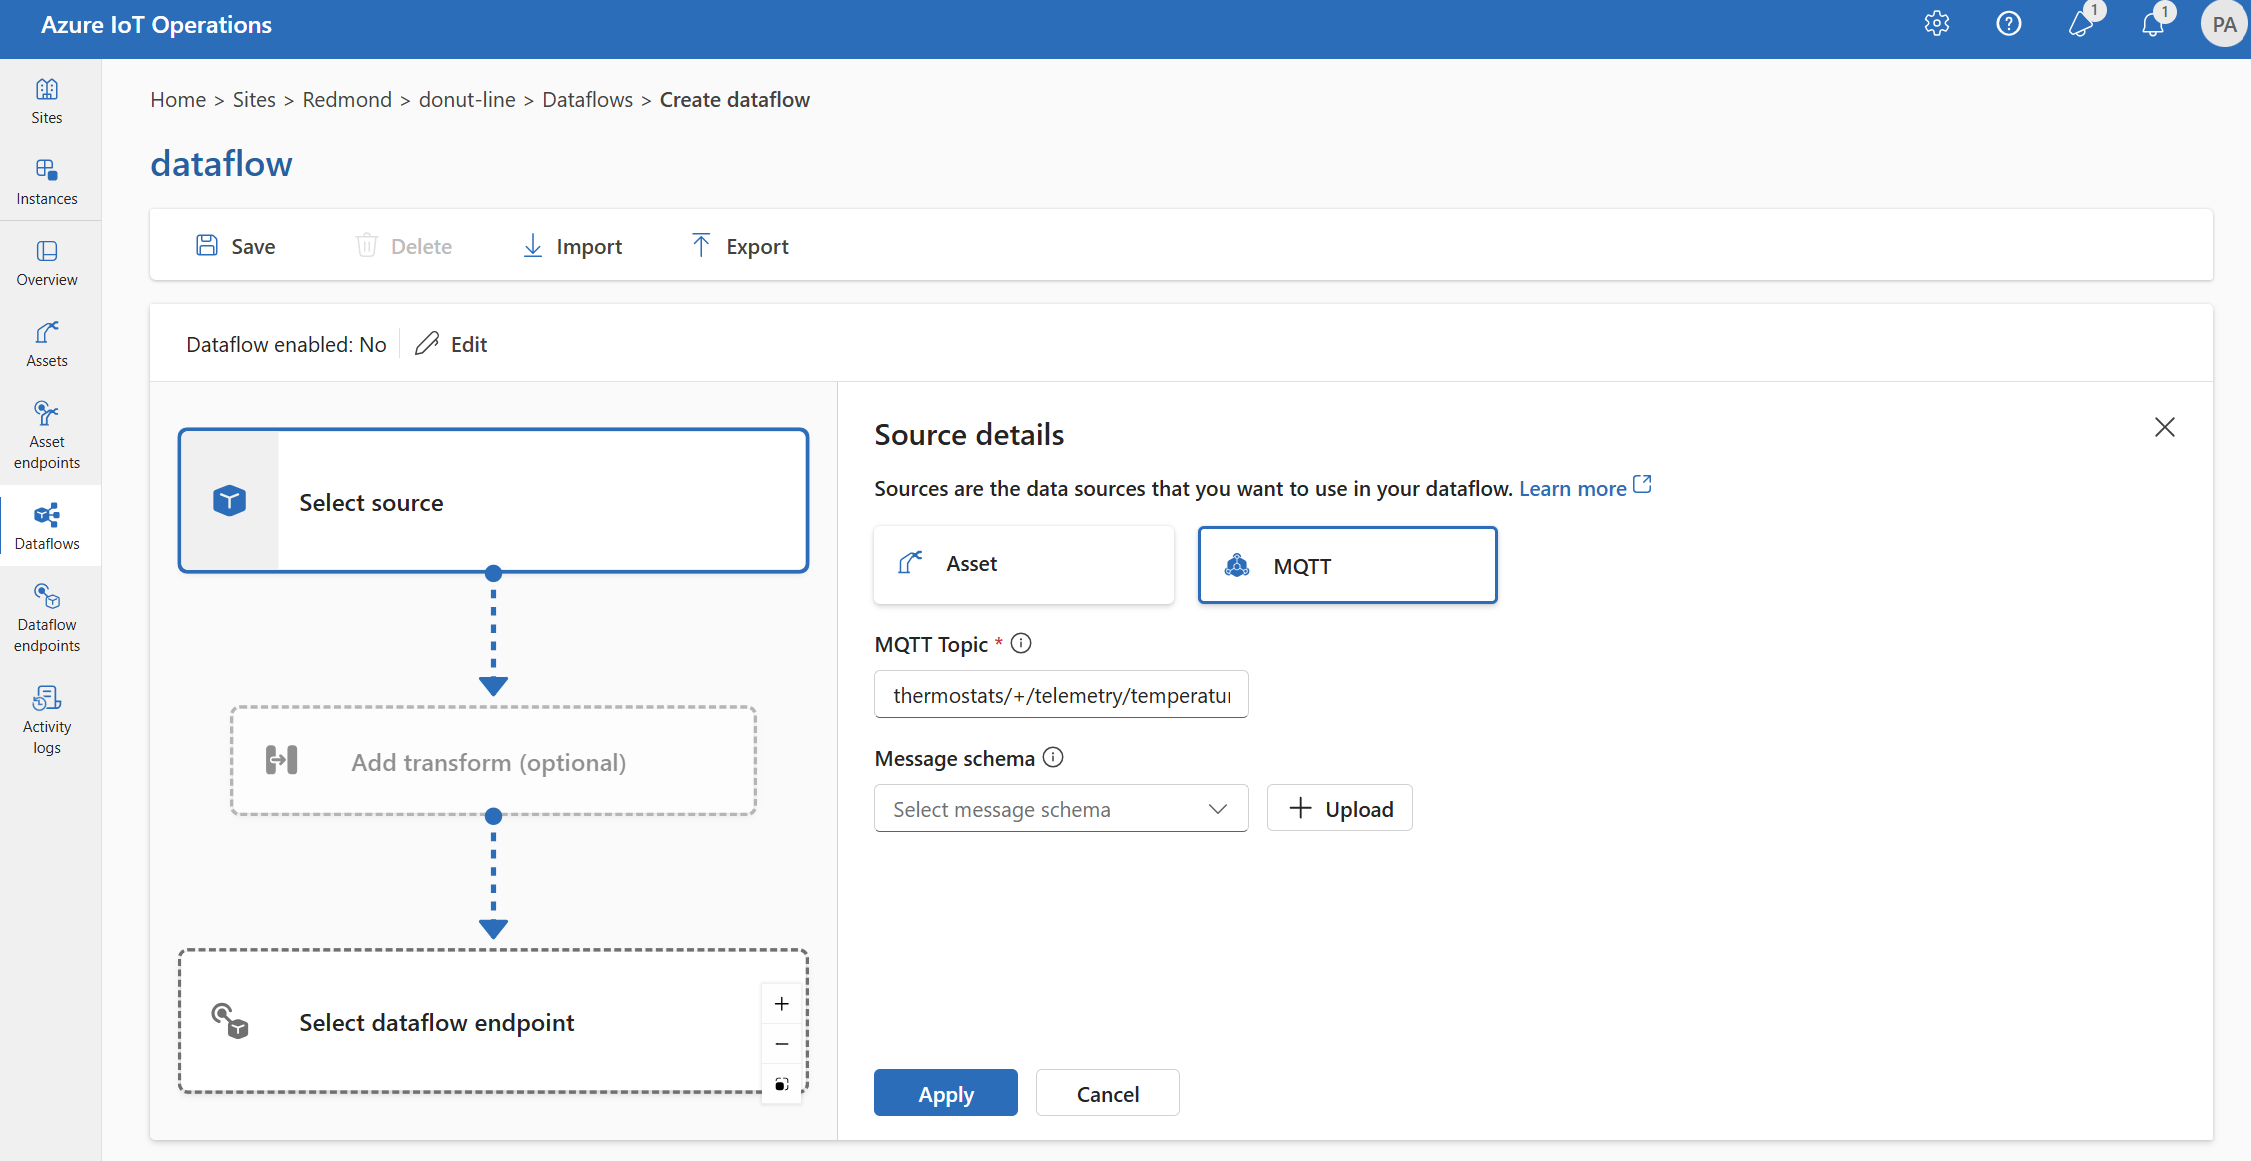 Azure IoT Operations
1
1
PA
Sites
Instances
Overview
Assets
Asset
endpoints
Dataflows
Dataflow
endpoints
Activity
logs
Home > Sites > Redmond > donut-line > Dataflows > Create dataflow
dataflow
Save Delete Import Export
Dataflow enabled: No Edit
Select source
Add transform (optional)
Select dataflow endpoint
Source details
Sources are the data sources that you want to use in your dataflow. Learn more
Asset MQTT
MQTT Topic *
thermostats/+/telemetry/temperatur
Message schema
Select message schema Upload
Apply Cancel